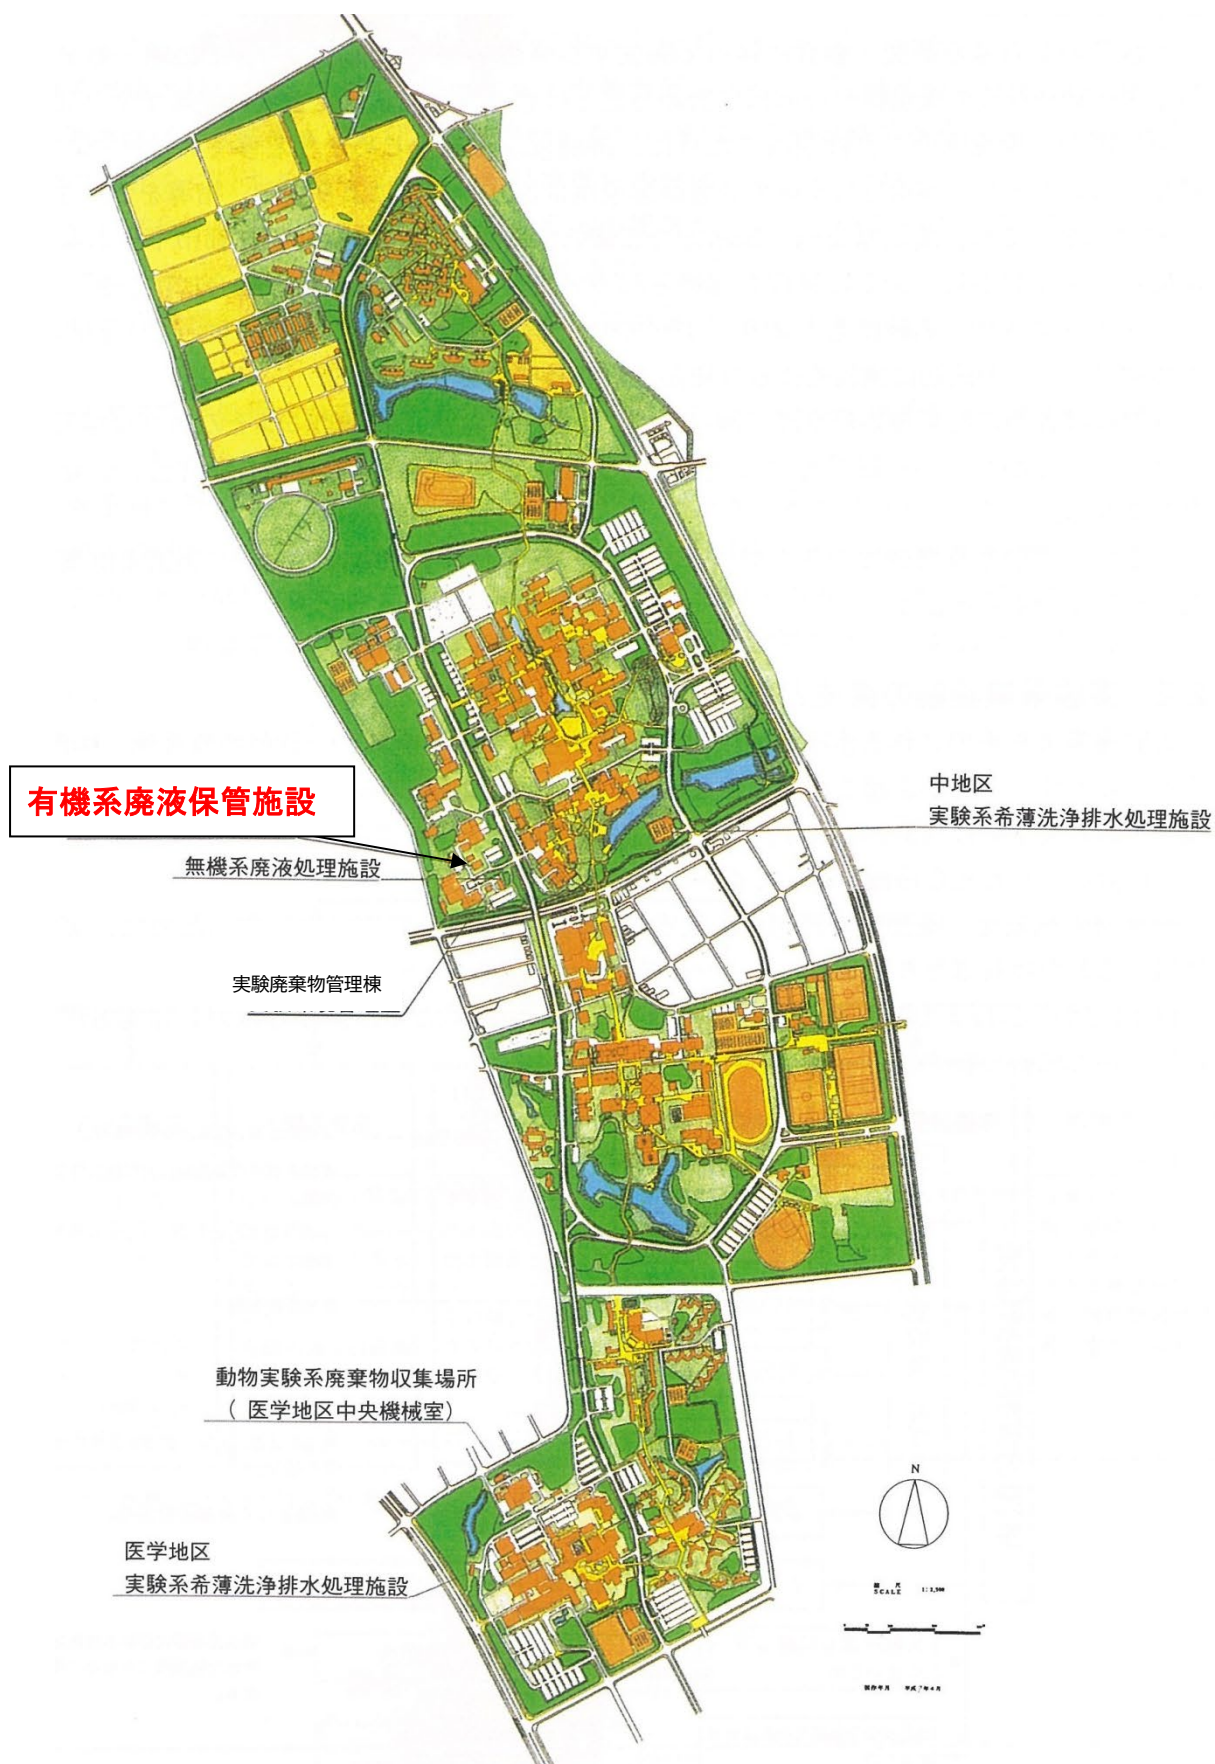 有機系廃液保管施設
中地区
実験系希薄洗浄排水処理施設
無機系廃液処理施設
実験廃棄物管理棟
動物実験系廃棄物収集場所
（ 医学地区中央機械室）
N
医学地区
実験系希薄洗浄排水処理施設
縮尺
SCALE